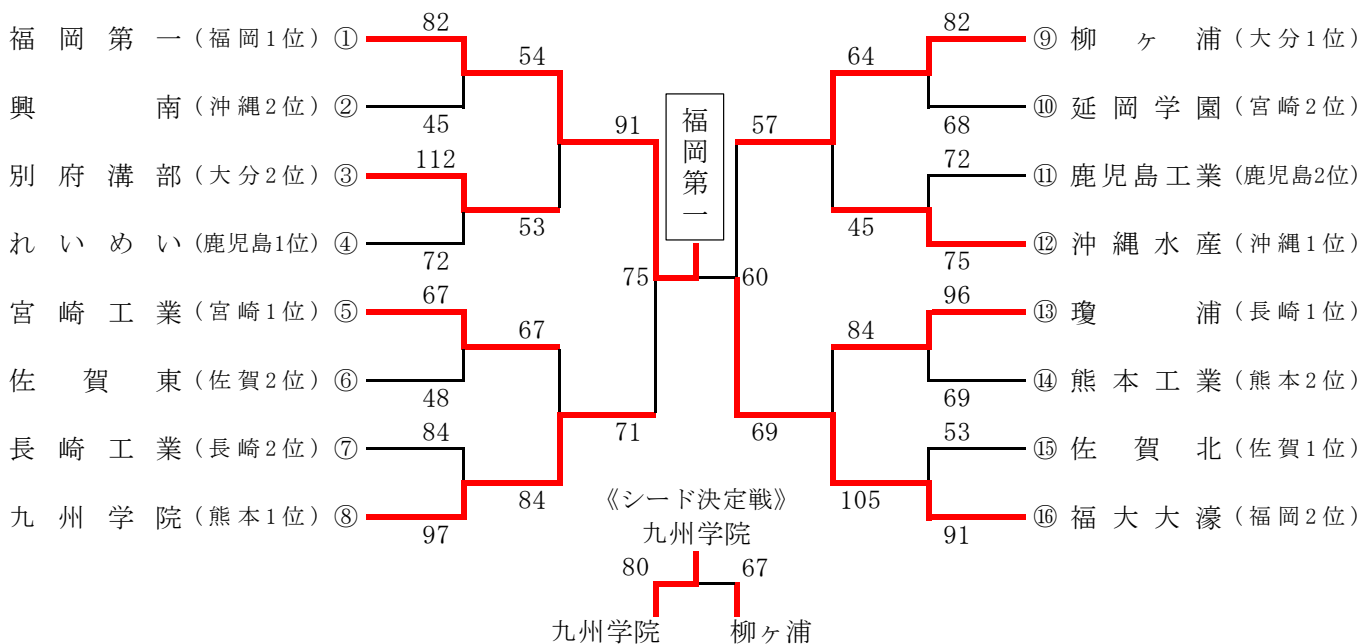 82
82
福岡第一(福岡1位)①
⑨柳ヶ浦(大分1位)
54
64
興南(沖縄2位)②
⑩延岡学園(宮崎2位)
45
福岡第一
68
91
57
112
72
別府溝部(大分2位)③
⑪鹿児島工業(鹿児島2位)
53
45
れいめい(鹿児島1位)④
⑫沖縄水産(沖縄1位)
72
75
75
60
67
96
宮崎工業(宮崎1位)⑤
⑬瓊浦(長崎1位)
67
84
佐賀東(佐賀2位)⑥
⑭熊本工業(熊本2位)
48
69
84
71
69
53
長崎工業(長崎2位)⑦
⑮佐賀北(佐賀1位)
84
《シード決定戦》
105
九州学院(熊本1位)⑧
⑯福大大濠(福岡2位)
97
九州学院
91
80
67
九州学院
柳ヶ浦